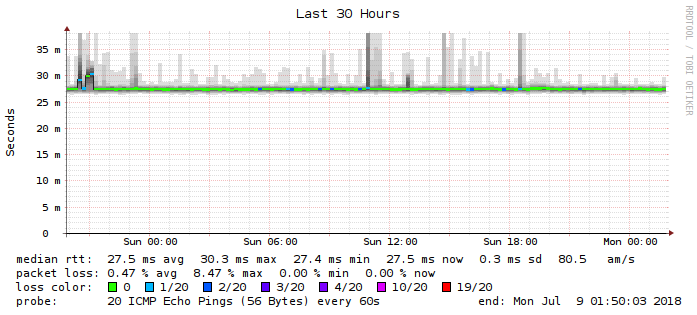 Last 30 Hours
RRDTOOL / TOBI OETIKER
Seconds
35 m
30 m
25 m
20 m
15 m
10 m
5 m
0
Sun 00:00 Sun 06:00 Sun 12:00 Sun 18:00 Mon 00:00
median rtt: 27.5 ms avg 30.3 ms max 27.4 ms min 27.5 ms now 0.3 ms sd 80.5 am/s
packet loss: 0.47 % avg 8.47 % max 0.00 % min 0.00 % now
loss color: 0 1/20 2/20 3/20 4/20 10/20 19/20
probe: 20 ICMP Echo Pings (56 Bytes) every 60s end: Mon Jul 9 01:50:03 2018